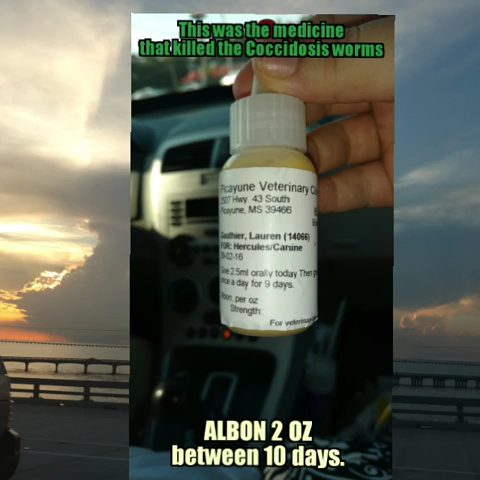 This was the medicine
that killed the Coccidosis worms
Picayune Veterinary
Hwy. 43 South
Picayune, MS 39466
Gauthier, Lauren (14066)
FOR: Hercules/Canine
-02-16
Give 2.5ml orally today Then
once a day for 9 days.
Albon, per oz
Strength:
For
ALBON 2 OZ
between 10 days.